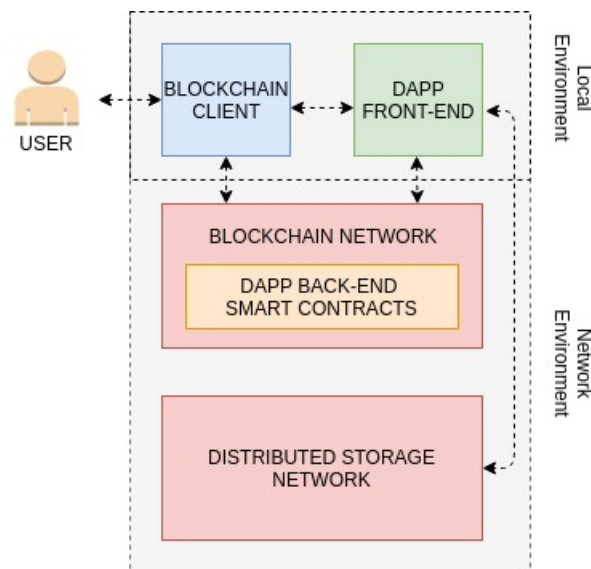 BLOCKCHAIN
CLIENT
DAPP
FRONT-END
Local
Environment
USER
BLOCKCHAIN NETWORK
DAPP BACK-END
SMART CONTRACTS
Network
Environment
DISTRIBUTED STORAGE
NETWORK